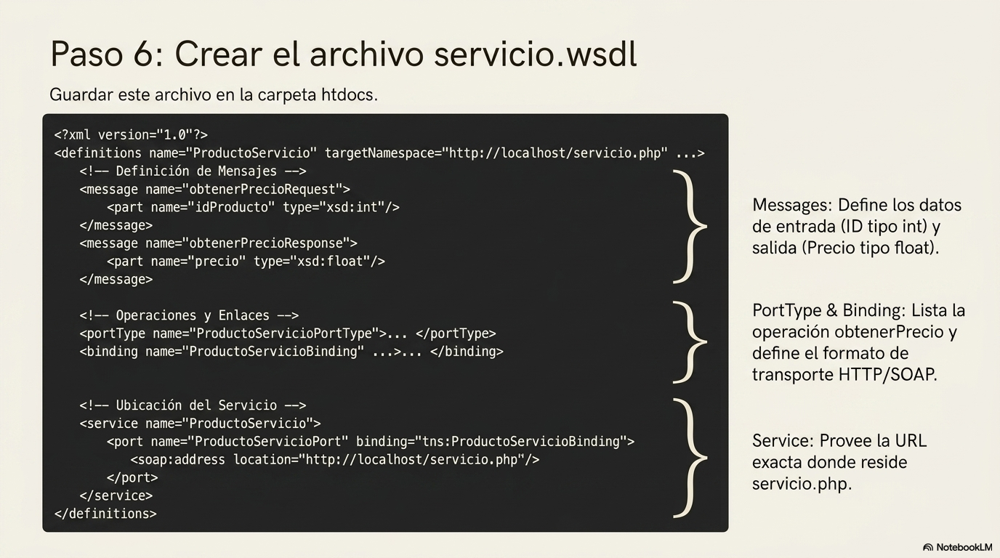 Paso 6: Crear el archivo servicio.wsdl
Guardar este archivo en la carpeta htdocs.
<?xml version="1.0"?>
<definitions name="ProductoServicio" targetNamespace="http://localhost/servicio.php" ...>
<!-- Definición de Mensajes -->
<message name="obtenerPrecioRequest">
<part name="idProducto" type="xsd:int"/>
</message>
<message name="obtenerPrecioResponse">
<part name="precio" type="xsd:float"/>
</message>
<!-- Operaciones y Enlaces -->
<portType name="ProductoServicioPortType">... </portType>
<binding name="ProductoServicioBinding" ...>... </binding>
<!-- Ubicación del Servicio -->
<service name="ProductoServicio">
<port name="ProductoServicioPort" binding="tns:ProductoServicioBinding">
<soap:address location="http://localhost/servicio.php"/>
</port>
</service>
</definitions>
Messages: Define los datos
de entrada (ID tipo int) y
salida (Precio tipo float).
PortType & Binding: Lista la
operación obtenerPrecio y
define el formato de
transporte HTTP/SOAP.
Service: Provee la URL
exacta donde reside
servicio.php.
NotebookLM